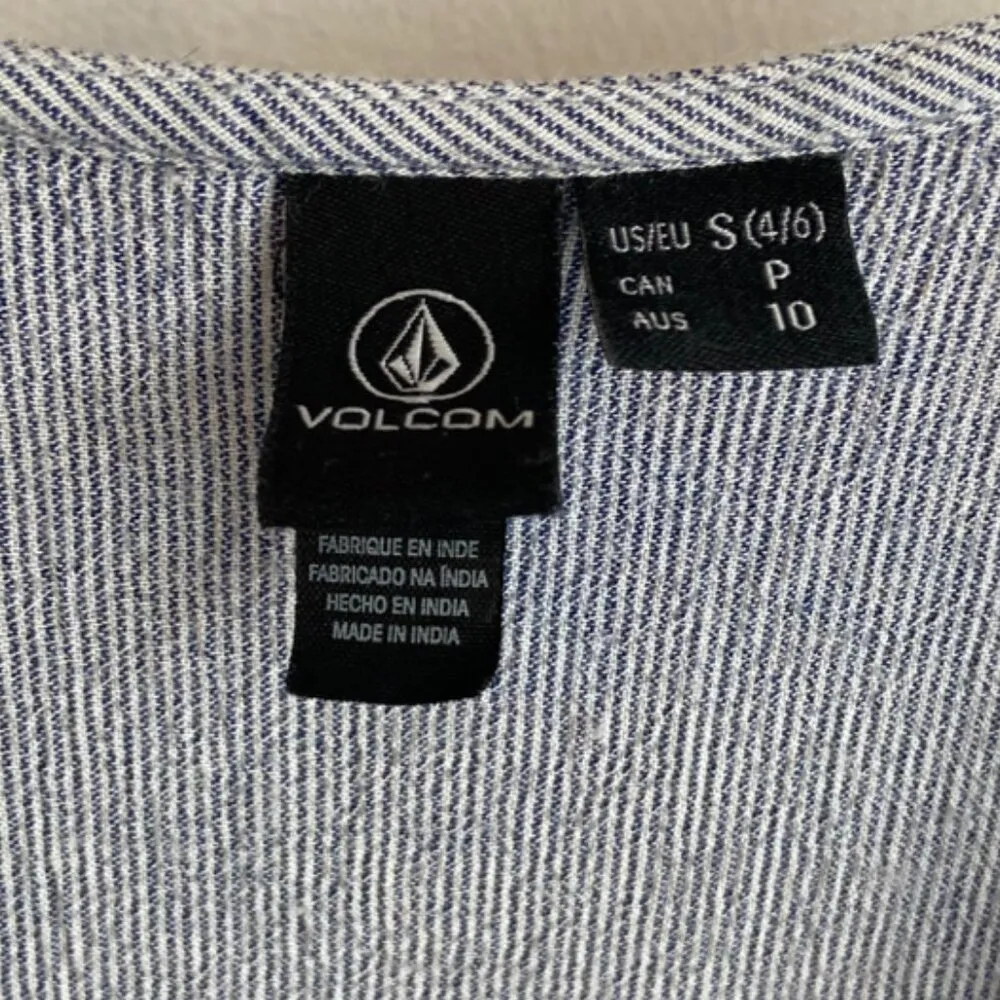 VOLCOM
US/EU S (4/6)
CAN P
AUS 10
FABRIQUE EN INDE
FABRICADO NA ÍNDIA
HECHO EN INDIA
MADE IN INDIA